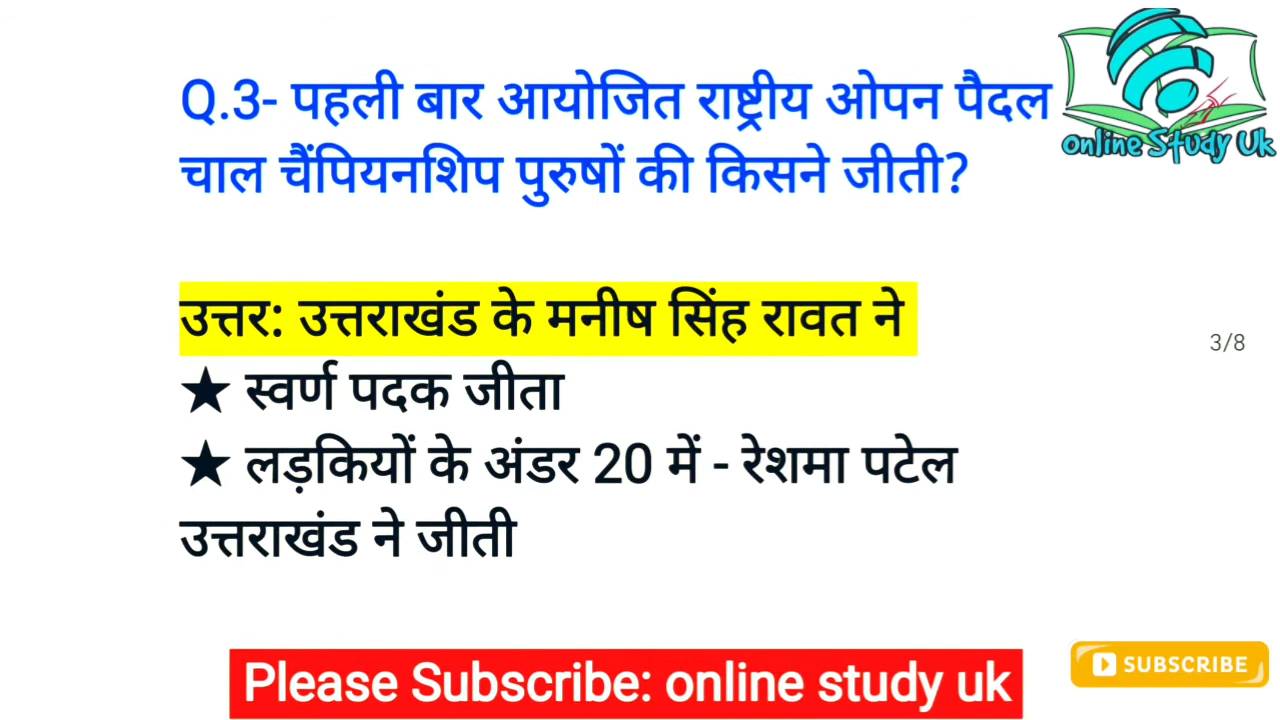 Q.3- पहली बार आयोजित राष्ट्रीय ओपन पैदल
चाल चैंपियनशिप पुरुषों की किसने जीती?
online Study Uk
उत्तर: उत्तराखंड के मनीष सिंह रावत ने
★ स्वर्ण पदक जीता
3/8
★ लड़कियों के अंडर 20 में - रेशमा पटेल
उत्तराखंड ने जीती
Please Subscribe: online study uk
SUBSCRIBE